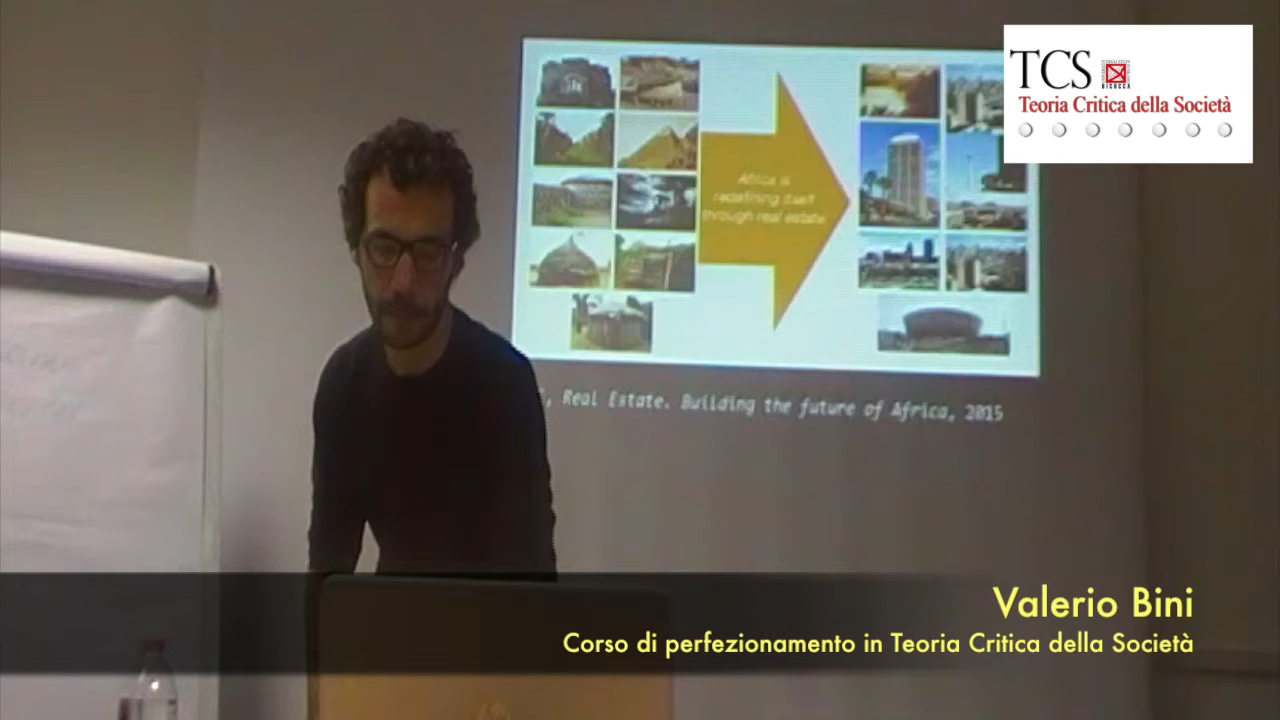 TCS
BICOCCA
Teoria Critica della Società
Africa is
redefining itself
through real estate
, Real Estate. Building the future of Africa, 2015
Valerio Bini
Corso di perfezionamento in Teoria Critica della Società